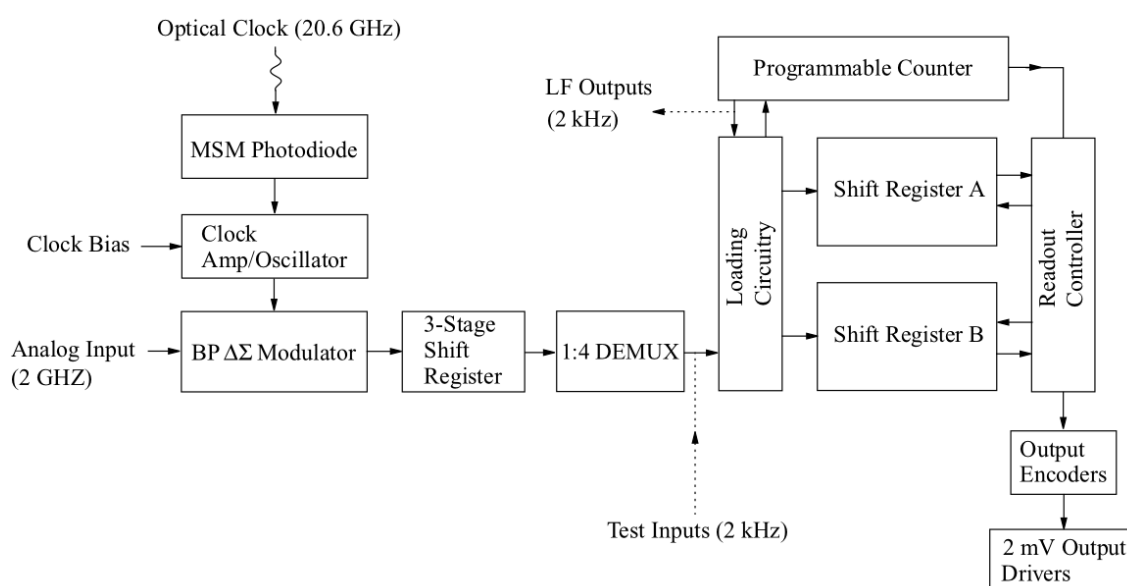 Optical Clock (20.6 GHz)
MSM Photodiode
Clock Bias
Clock
Amp/Oscillator
Analog Input
(2 GHZ)
BP ΔΣ Modulator
3-Stage
Shift
Register
1:4 DEMUX
Test Inputs (2 kHz)
LF Outputs
(2 kHz)
Programmable Counter
Loading
Circuitry
Shift Register A
Shift Register B
Readout
Controller
Output
Encoders
2 mV Output
Drivers